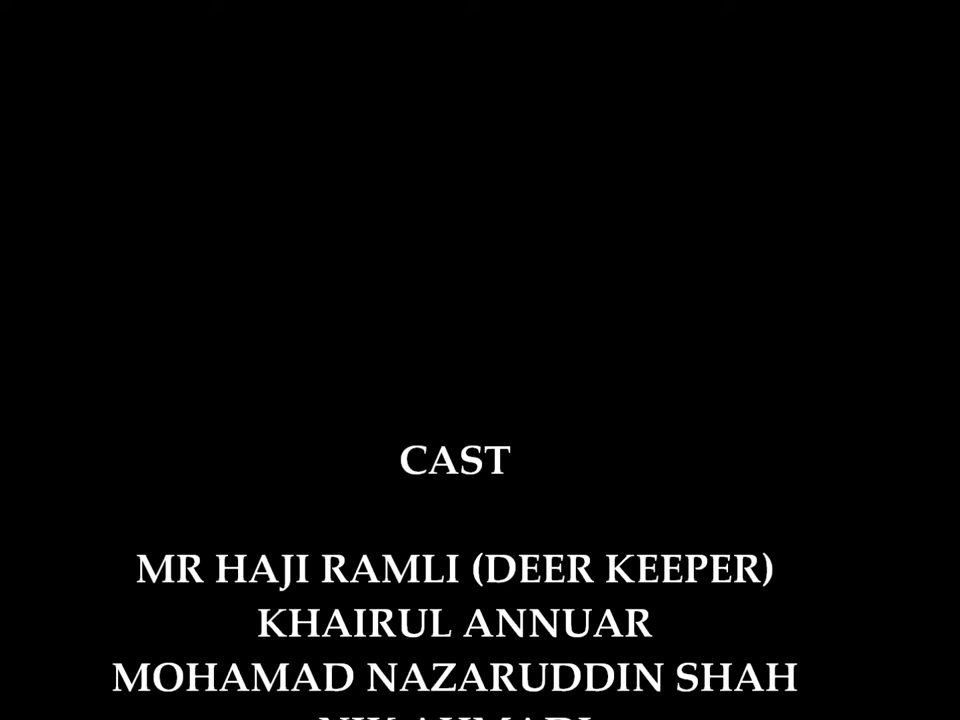 CAST
MR HAJI RAMLI (DEER KEEPER)
KHAIRUL ANNUAR
MOHAMAD NAZARUDDIN SHAH